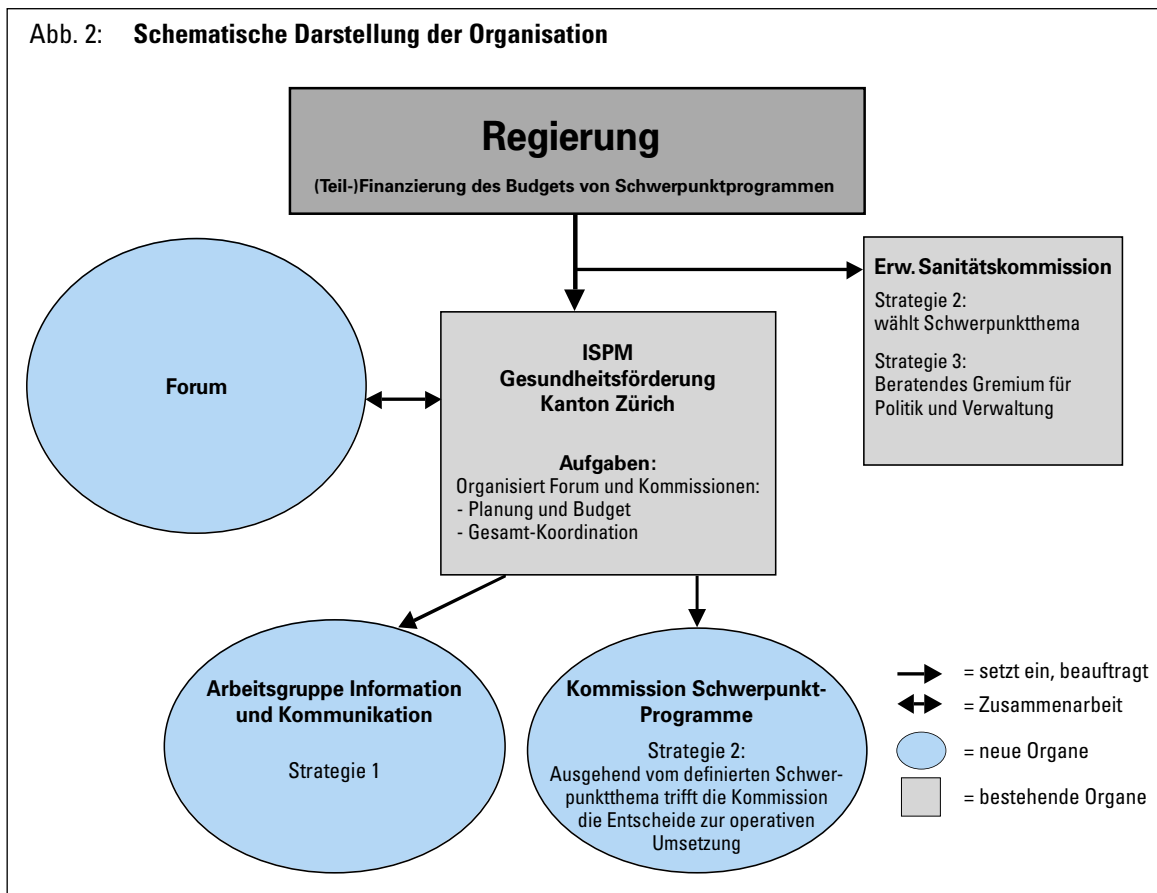 Abb. 2: Schematische Darstellung der Organisation
Regierung
(Teil-)Finanzierung des Budgets von Schwerpunktprogrammen
Forum
ISPM
Gesundheitsförderung
Kanton Zürich
Aufgaben:
Organisiert Forum und Kommissionen:
- Planung und Budget
- Gesamt-Koordination
Erw. Sanitätskommission
Strategie 2:
wählt Schwerpunktthema
Strategie 3:
Beratendes Gremium für
Politik und Verwaltung
Arbeitsgruppe Information
und Kommunikation
Strategie 1
Kommission Schwerpunkt-
Programme
Strategie 2:
Ausgehend vom definierten Schwer-
punktthema trifft die Kommission
die Entscheide zur operativen
Umsetzung
= setzt ein, beauftragt
= Zusammenarbeit
= neue Organe
= bestehende Organe